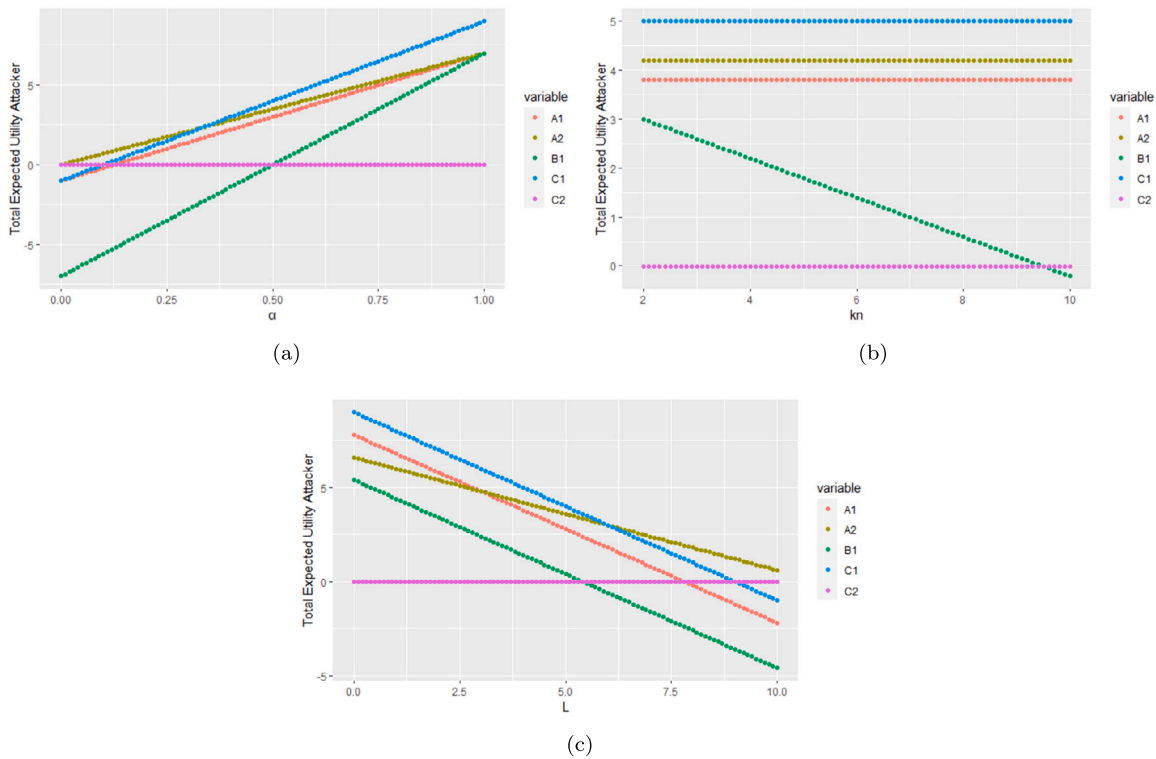 Total Expected Utility Attacker
5
0
-5
0.00 0.25 0.50 0.75 1.00
α
variable
A1
A2
B1
C1
C2
(a)
Total Expected Utility Attacker
5
4
3
2
1
0
2 4 6 8 10
kn
variable
A1
A2
B1
C1
C2
(b)
Total Expected Utility Attacker
5
0
-5
0.0 2.5 5.0 7.5 10.0
L
variable
A1
A2
B1
C1
C2
(c)